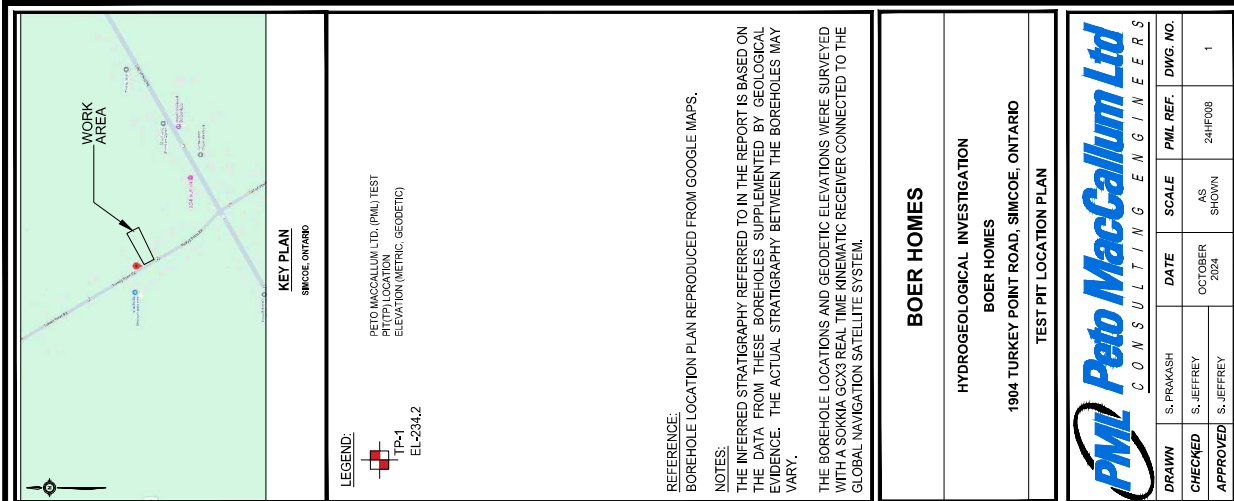 WORK
AREA
KEY PLAN
SIMCOE, ONTARIO
LEGEND:
TP-1
EL-234.2
PETO MACCALLUM LTD. (PML) TEST
PIT(TP) LOCATION
ELEVATION (METRIC, GEODETIC)
REFERENCE:
BOREHOLE LOCATION PLAN REPRODUCED FROM GOOGLE MAPS.
NOTES:
THE INFERRED STRATIGRAPHY REFERRED TO IN THE REPORT IS BASED ON
THE DATA FROM THESE BOREHOLES SUPPLEMENTED BY GEOLOGICAL
EVIDENCE. THE ACTUAL STRATIGRAPHY BETWEEN THE BOREHOLES MAY
VARY.
THE BOREHOLE LOCATIONS AND GEODETIC ELEVATIONS WERE SURVEYED
WITH A SOKKIA GCX3 REAL TIME KINEMATIC RECEIVER CONNECTED TO THE
GLOBAL NAVIGATION SATELLITE SYSTEM.
BOER HOMES
HYDROGEOLOGICAL INVESTIGATION
BOER HOMES
1904 TURKEY POINT ROAD, SIMCOE, ONTARIO
TEST PIT LOCATION PLAN
PML Peto MacCallum Ltd
CONSULTING ENGINEERS
DRAWN S. PRAKASH DATE SCALE PML REF. DWG. NO.
CHECKED S. JEFFREY OCTOBER 2024 AS SHOWN 24HF008 1
APPROVED S. JEFFREY